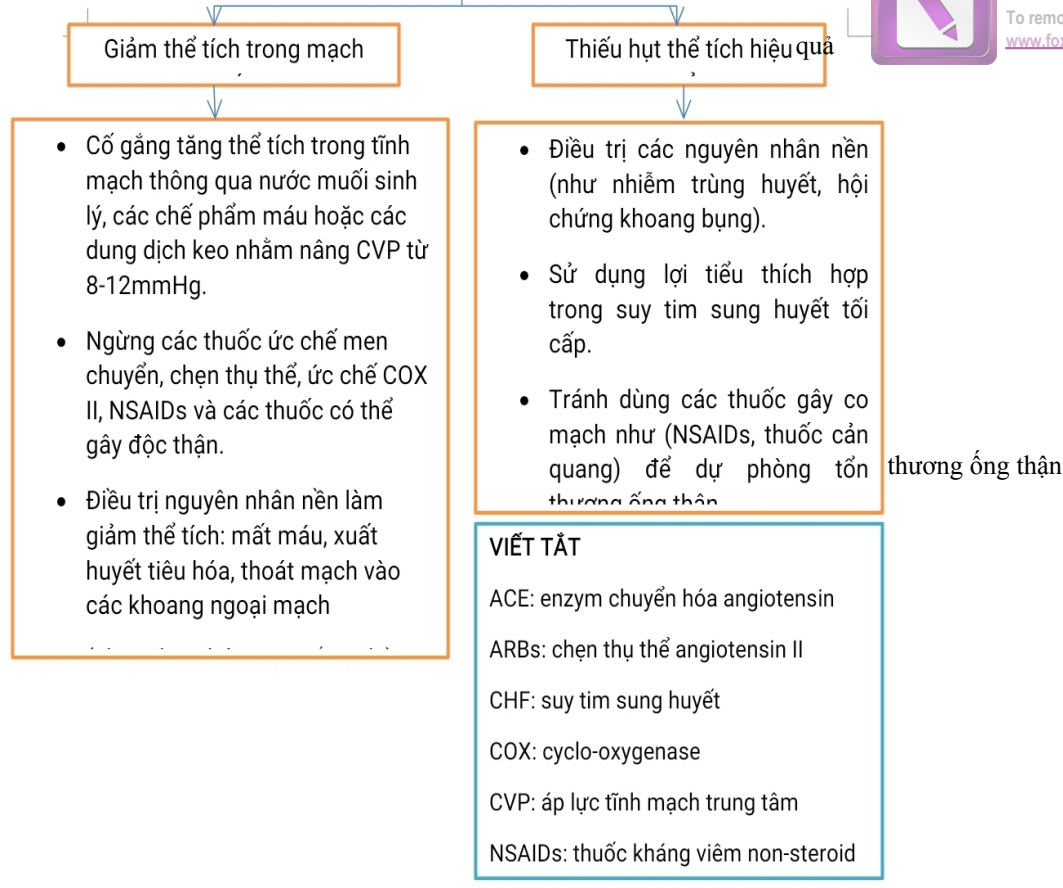 To remo
www.fo
Giảm thể tích trong mạch
Thiếu hụt thể tích hiệu quả
Cố gắng tăng thể tích trong tĩnh
mạch thông qua nước muối sinh
lý, các chế phẩm máu hoặc các
dung dịch keo nhằm nâng CVP từ
8-12mmHg.
Ngừng các thuốc ức chế men
chuyển, chẹn thụ thể, ức chế COX
II, NSAIDs và các thuốc có thể
gây độc thận.
Điều trị nguyên nhân nền làm
giảm thể tích: mất máu, xuất
huyết tiêu hóa, thoát mạch vào
các khoang ngoại mạch
Điều trị các nguyên nhân nền
(như nhiễm trùng huyết, hội
chứng khoang bụng).
Sử dụng lợi tiểu thích hợp
trong suy tim sung huyết tối
cấp.
Tránh dùng các thuốc gây co
mạch như (NSAIDs, thuốc cản
quang) để dự phòng tổn thương ống thận
thương ống thận
VIẾT TẮT
ACE: enzym chuyển hóa angiotensin
ARBs: chẹn thụ thể angiotensin II
CHF: suy tim sung huyết
COX: cyclo-oxygenase
CVP: áp lực tĩnh mạch trung tâm
NSAIDs: thuốc kháng viêm non-steroid